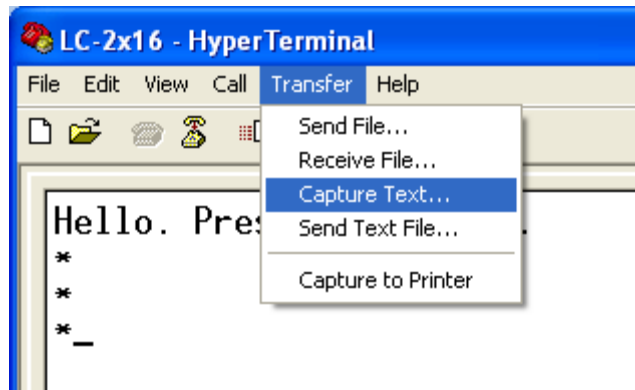 LC-2x16 - HyperTerminal
File Edit View Call Transfer Help
Send File...
Receive File...
Capture Text...
Send Text File...
Capture to Printer
Hello.
*
*
*_